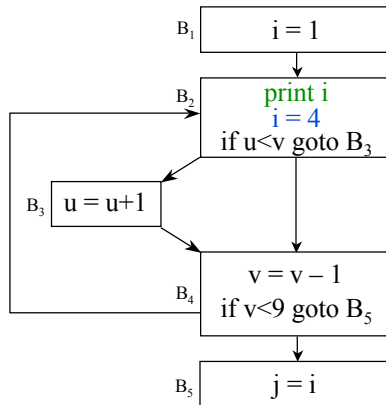 B₁
i = 1
B₂
print i
i = 4
if u<v goto B₃
B₃
u = u+1
B₄
v = v – 1
if v<9 goto B₅
B₅
j = i